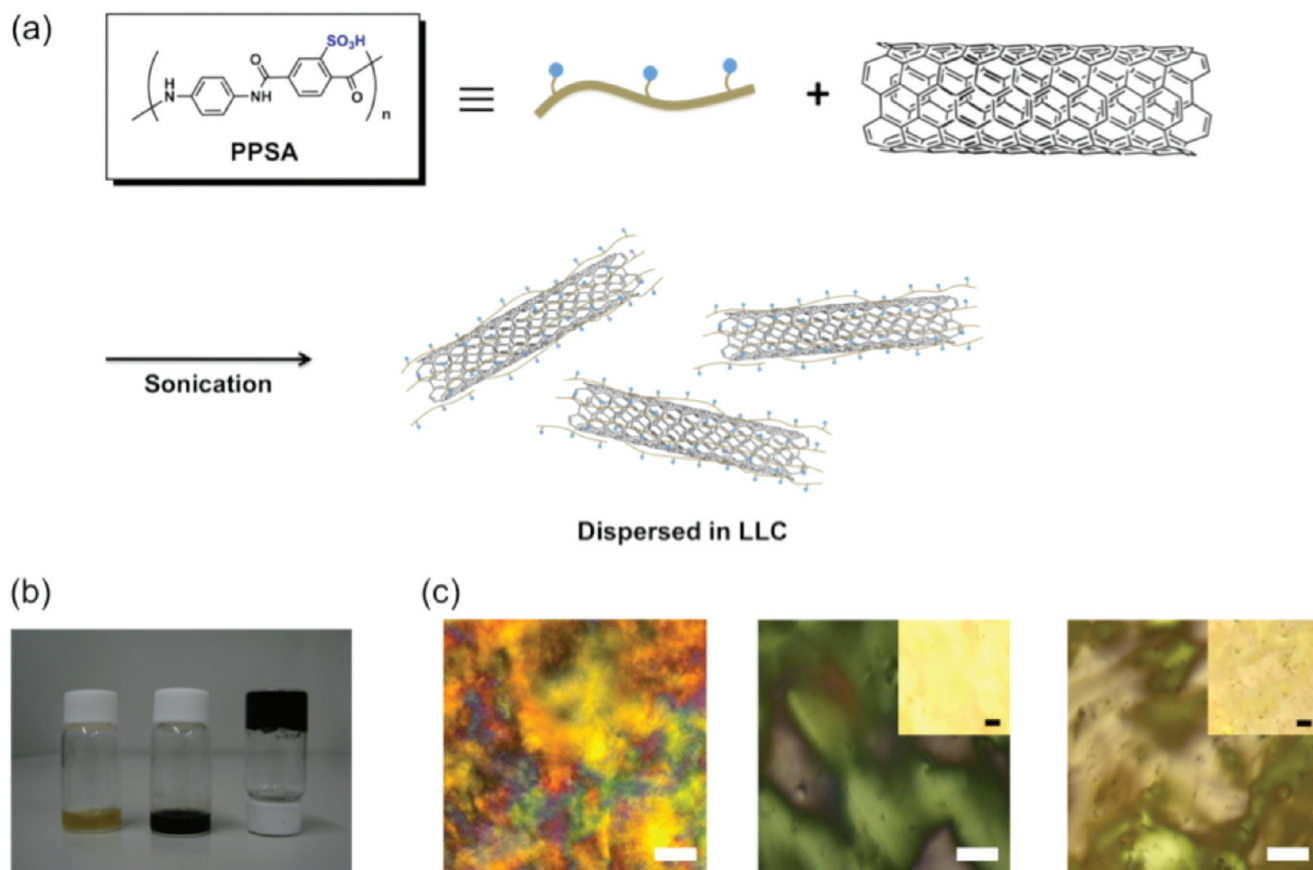 (a)
SO₃H
O
H
N
NH
O
n
PPSA
≡
+
Sonication
Dispersed in LLC
(b)
(c)